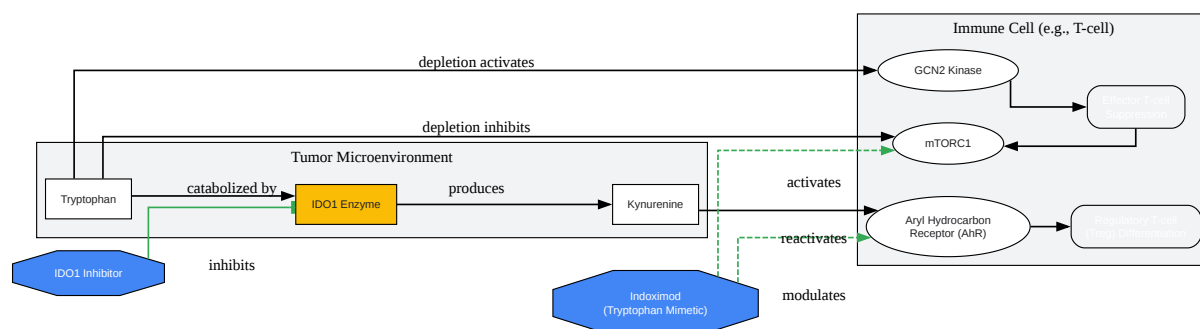 Immune Cell (e.g., T-cell)
depletion activates
GCN2 Kinase
Effector T-cell
Suppression
depletion inhibits
mTORC1
Tumor Microenvironment
Tryptophan
catabolized by
IDO1 Enzyme
produces
Kynurenine
activates
Aryl Hydrocarbon
Receptor (AhR)
Regulatory T-cell
(Treg) Differentiation
reactivates
IDO1 Inhibitor
inhibits
Indoximod
(Tryptophan Mimetic)
modulates